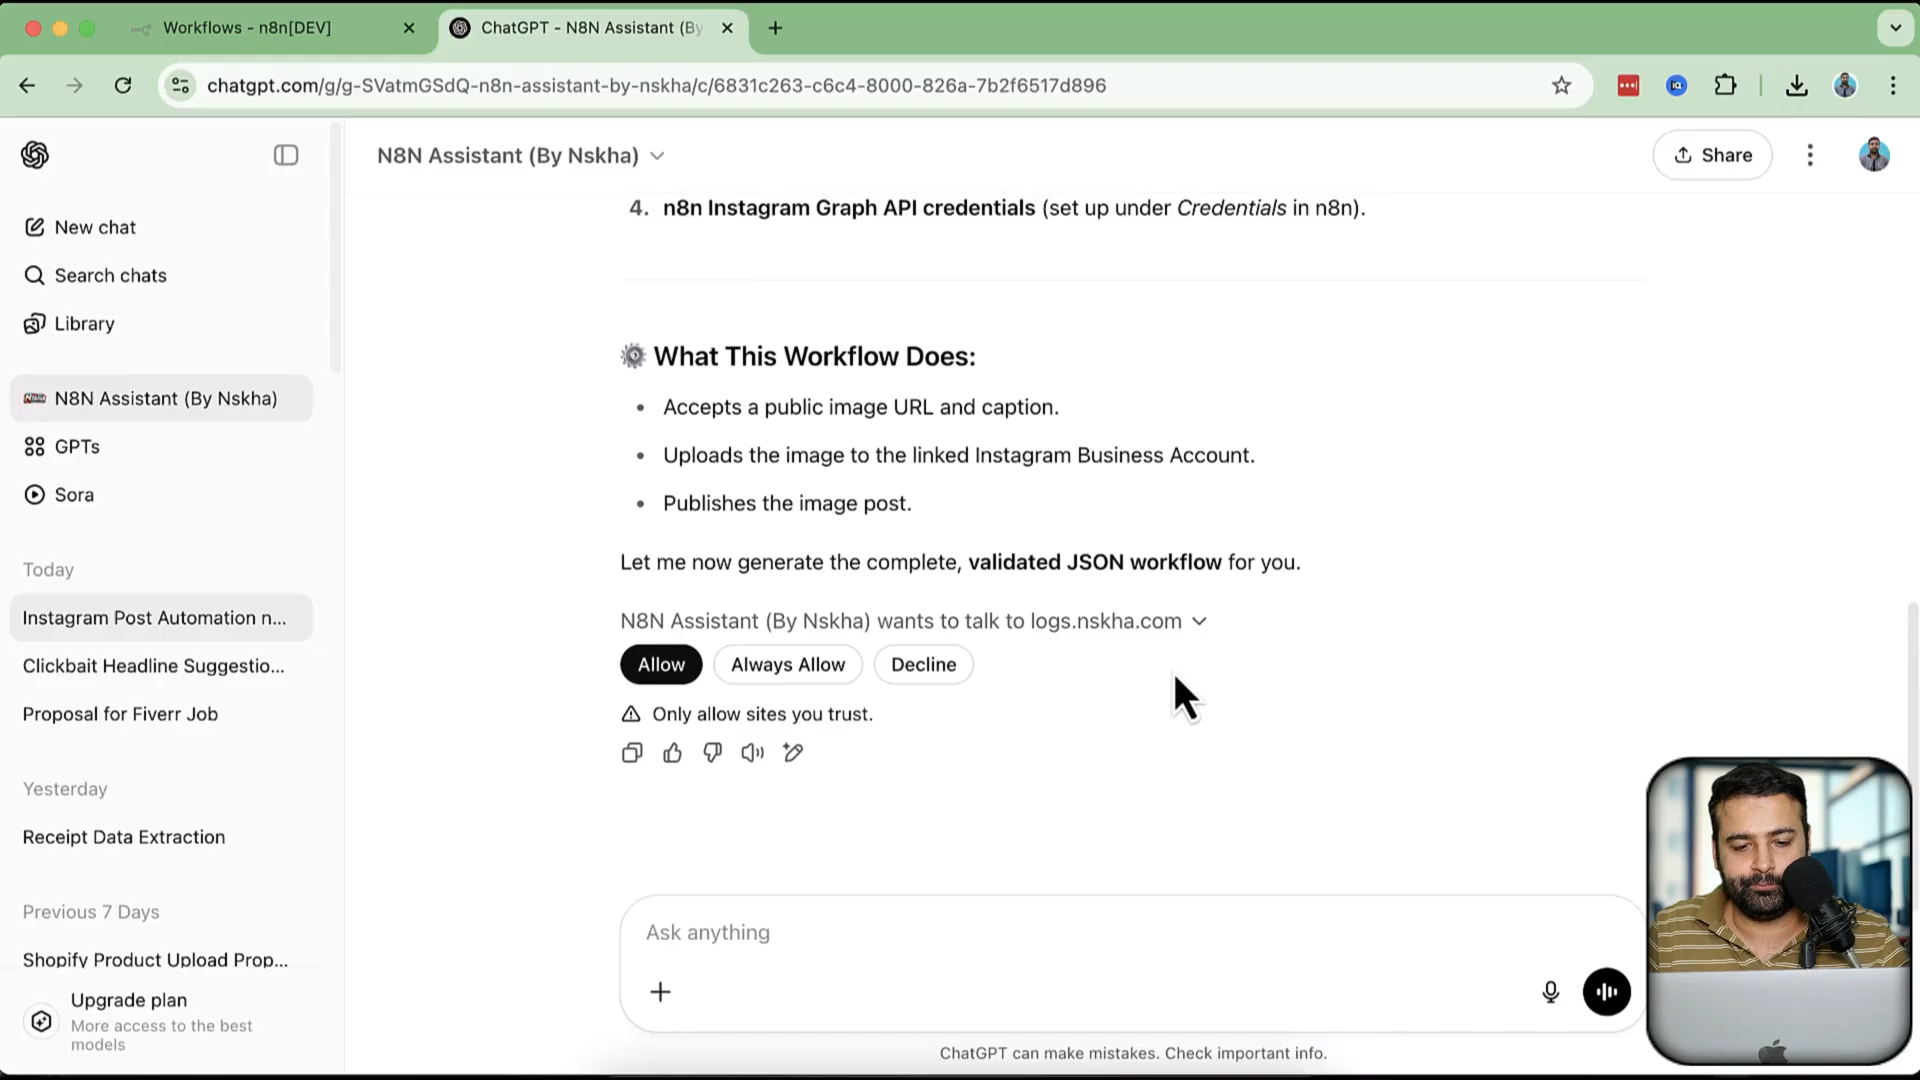 Workflows - n8n[DEV]
ChatGPT - N8N Assistant (By
chatgpt.com/g/g-SVatmGSdQ-n8n-assistant-by-nskha/c/6831c263-c6c4-8000-826a-7b2f6517d896
N8N Assistant (By Nskha)
Share
New chat
Search chats
Library
N8N Assistant (By Nskha)
GPTs
Sora
Today
Instagram Post Automation n...
Clickbait Headline Suggestio...
Proposal for Fiverr Job
Yesterday
Receipt Data Extraction
Previous 7 Days
Shopify Product Upload Prop...
Upgrade plan
More access to the best
models
4. n8n Instagram Graph API credentials (set up under Credentials in n8n).
What This Workflow Does:
• Accepts a public image URL and caption.
• Uploads the image to the linked Instagram Business Account.
• Publishes the image post.
Let me now generate the complete, validated JSON workflow for you.
N8N Assistant (By Nskha) wants to talk to logs.nskha.com
Allow
Always Allow
Decline
Only allow sites you trust.
Ask anything
ChatGPT can make mistakes. Check important info.